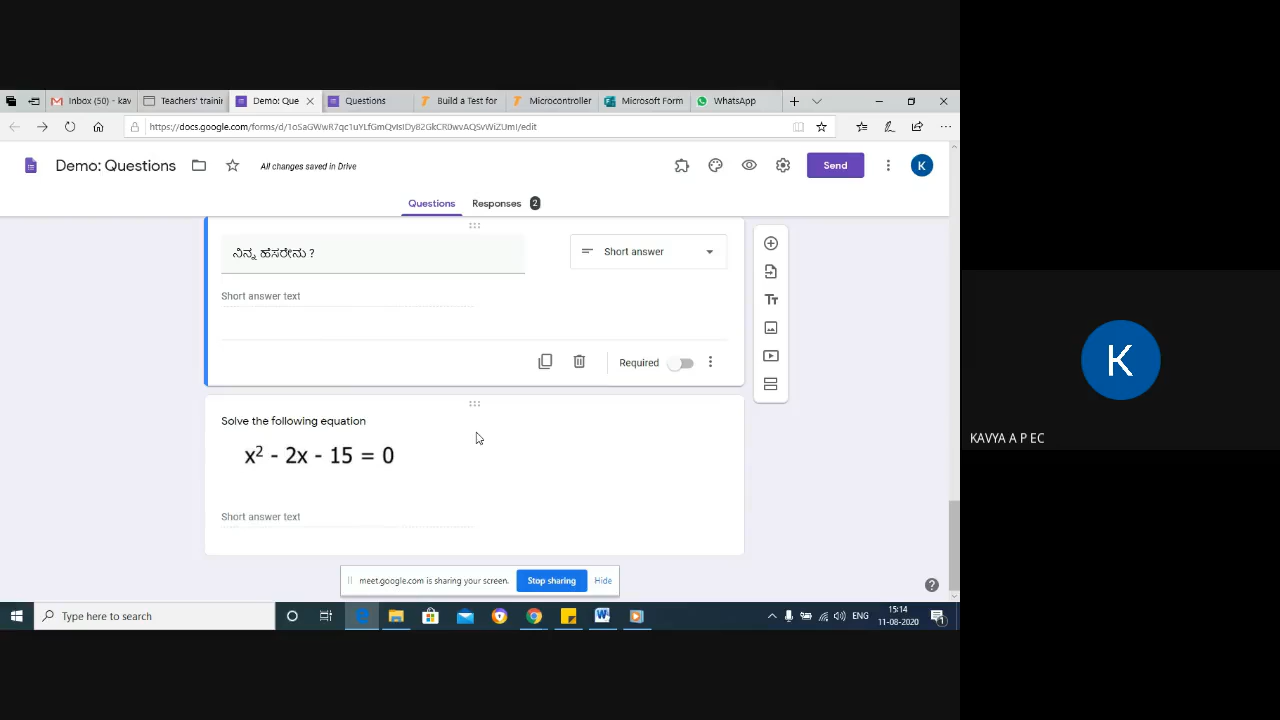 Inbox (50) - kav
Teachers' trainin
Demo: Que
Questions
Build a Test for
Microcontroller
Microsoft Form
WhatsApp
https://docs.google.com/forms/d/
/edit
Demo: Questions
All changes saved in Drive
Send
K
Questions
Responses 2
ನಿನ್ನ ಹೆಸರೇನು ?
Short answer
Short answer text
Required
Solve the following equation
x² - 2x - 15 = 0
Short answer text
meet.google.com is sharing your screen.
Stop sharing
Hide
Type here to search
ENG
15:14
11-08-2020
1
K
KAVYA A P EC